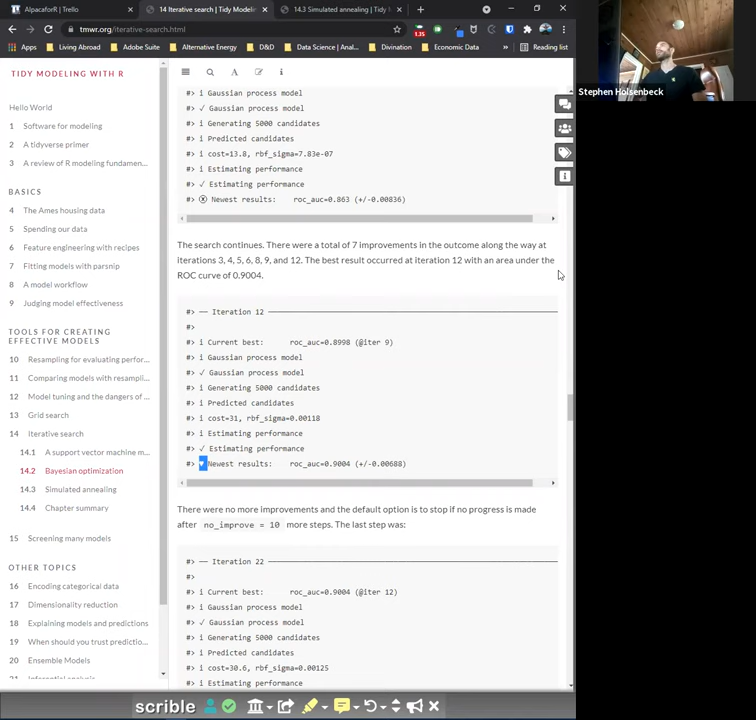 AlpacaforR | Trello
14 Iterative search | Tidy Modeli
14.3 Simulated annealing | Tidy M
tmwr.org/iterative-search.html
1.35
Apps
Living Abroad
Adobe Suite
Alternative Energy
D&D
Data Science | Anal...
Divination
Economic Data
Reading list
TIDY MODELING WITH R
Hello World
1 Software for modeling
2 A tidyverse primer
3 A review of R modeling fundamen...
BASICS
4 The Ames housing data
5 Spending our data
6 Feature engineering with recipes
7 Fitting models with parsnip
8 A model workflow
9 Judging model effectiveness
TOOLS FOR CREATING
EFFECTIVE MODELS
10 Resampling for evaluating perfor...
11 Comparing models with resampli...
12 Model tuning and the dangers of ...
13 Grid search
14 Iterative search
14.1 A support vector machine m...
14.2 Bayesian optimization
14.3 Simulated annealing
14.4 Chapter summary
15 Screening many models
OTHER TOPICS
16 Encoding categorical data
17 Dimensionality reduction
18 Explaining models and predictions
19 When should you trust prediction...
20 Ensemble Models
21 Inferential analysis
#> i Gaussian process model
#> ✓ Gaussian process model
#> i Generating 5000 candidates
#> i Predicted candidates
#> i cost=13.8, rbf_sigma=7.83e-07
#> i Estimating performance
#> ✓ Estimating performance
#> ⓧ Newest results: roc_auc=0.863 (+/-0.00836)
The search continues. There were a total of 7 improvements in the outcome along the way at
iterations 3, 4, 5, 6, 8, 9, and 12. The best result occurred at iteration 12 with an area under the
ROC curve of 0.9004.
#> ── Iteration 12 ──────────
#>
#> i Current best: roc_auc=0.8998 (@iter 9)
#> i Gaussian process model
#> ✓ Gaussian process model
#> i Generating 5000 candidates
#> i Predicted candidates
#> i cost=31, rbf_sigma=0.00118
#> i Estimating performance
#> ✓ Estimating performance
#> ♥ Newest results: roc_auc=0.9004 (+/-0.00688)
There were no more improvements and the default option is to stop if no progress is made
after no_improve = 10 more steps. The last step was:
#> ── Iteration 22 ──────────
#>
#> i Current best: roc_auc=0.9004 (@iter 12)
#> i Gaussian process model
#> ✓ Gaussian process model
#> i Generating 5000 candidates
#> i Predicted candidates
#> i cost=30.6, rbf_sigma=0.00125
#> i Estimating performance
scrible
Stephen Holsenbeck